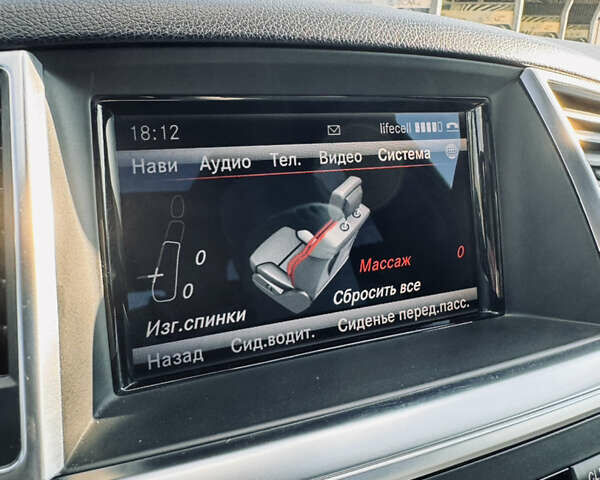 18:12 lifecell
Нави Аудио Тел. Видео Система
0
Массаж 0
0
Сбросить все
Изг.спинки
Назад Сид.водит. Сиденье перед.пасс.